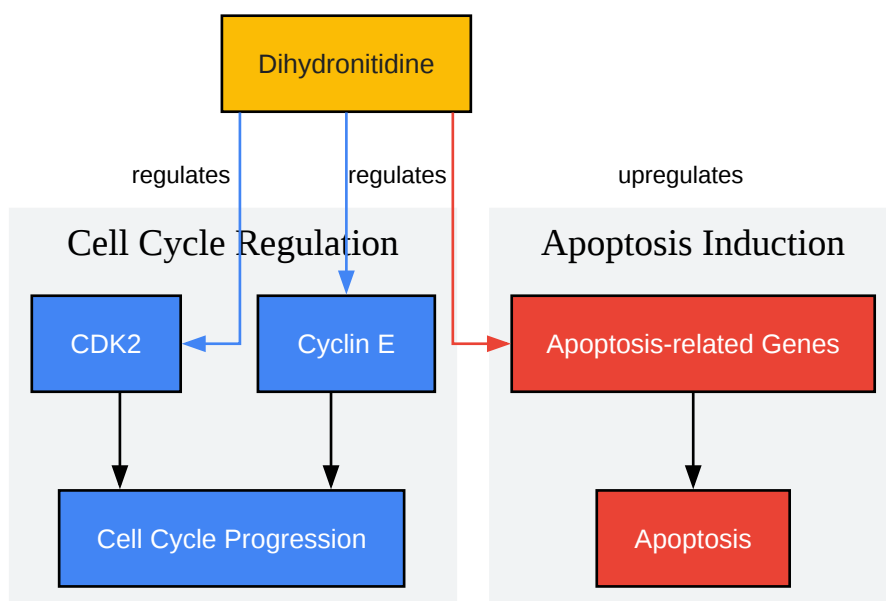 Dihydronitidine
regulates
regulates
upregulates
Cell Cycle Regulation
Apoptosis Induction
CDK2
Cyclin E
Apoptosis-related Genes
Cell Cycle Progression
Apoptosis